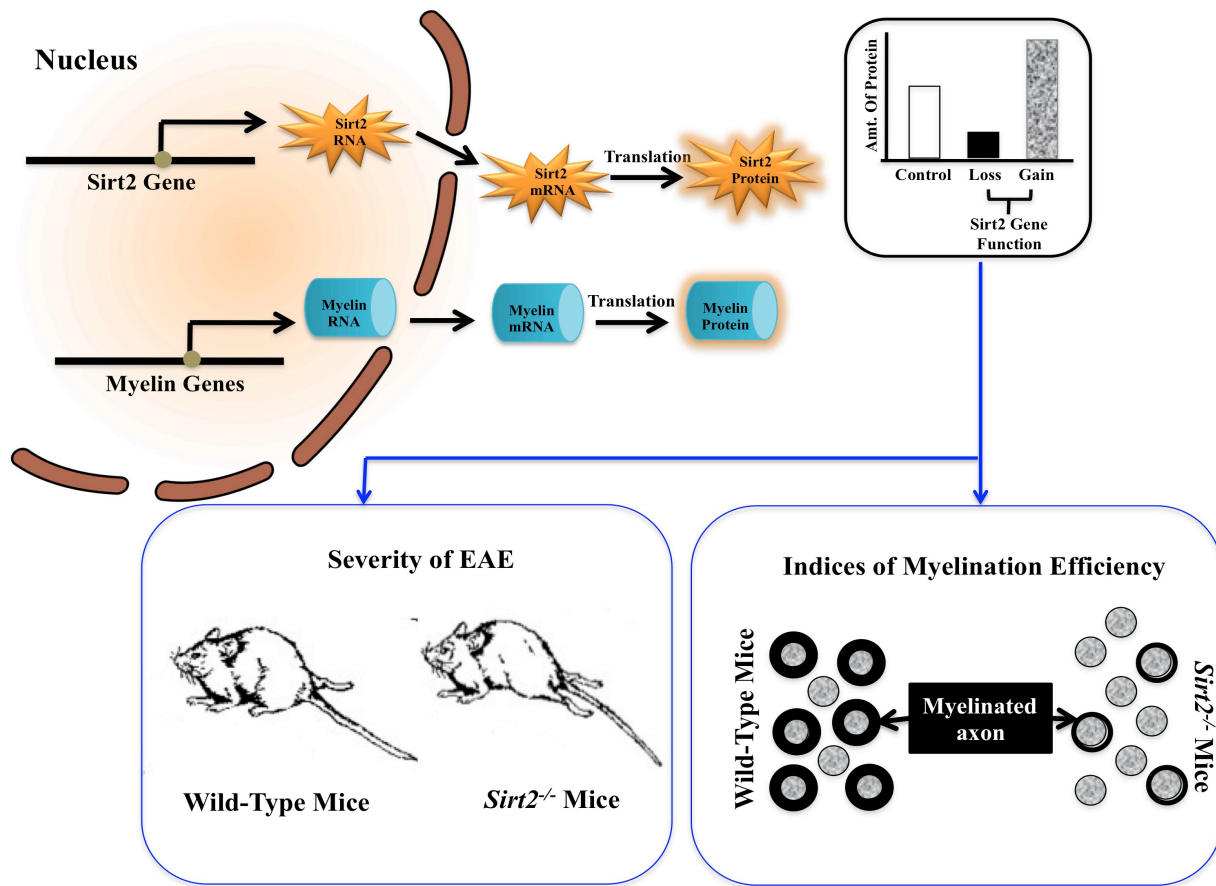 Nucleus
Sirt2
RNA
Sirt2 Gene
Sirt2
mRNA
Translation
Sirt2
Protein
Amt. Of Protein
Control
Loss
Gain
Sirt2 Gene
Function
Myelin
RNA
Myelin Genes
Myelin
mRNA
Translation
Myelin
Protein
Severity of EAE
Wild-Type Mice
Sirt2-/- Mice
Indices of Myelination Efficiency
Wild-Type Mice
Myelinated
axon
Sirt2-/- Mice